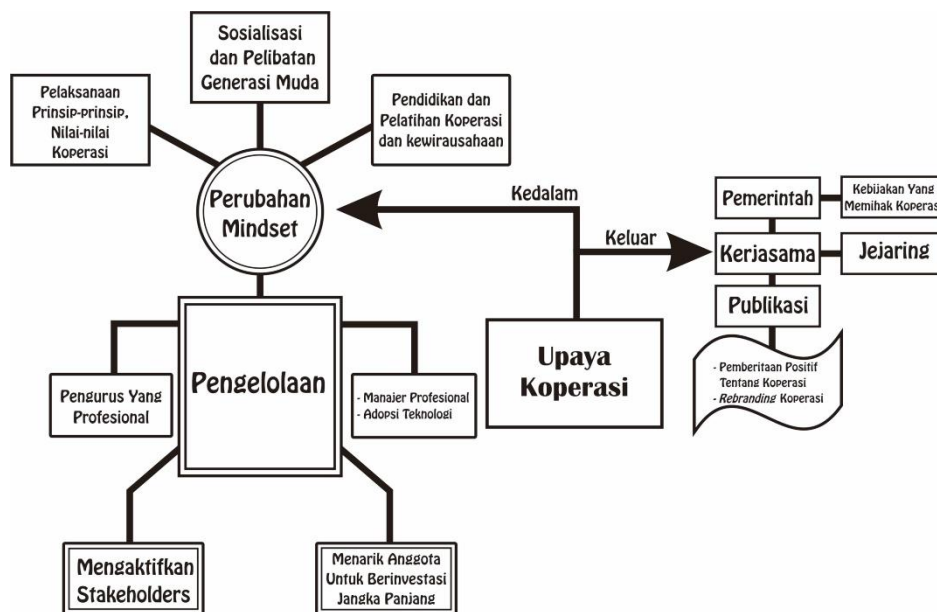 Sosialisasi
dan Pelibatan
Generasi Muda
Pelaksanaan
Prinsip-prinsip,
Nilai-nilai
Koperasi
Pendidikan dan
Pelatihan Koperasi
dan kewirausahaan
Perubahan
Mindset
Kedalam
Keluar
Pemerintah
Kebijakan Yang
Memihak Koperasi
Kerjasama
Jejaring
Publikasi
- Pemberitaan Positif
Tentang Koperasi
- Rebranding Koperasi
Upaya
Koperasi
Pengelolaan
Pengurus Yang
Profesional
- Manajer Profesional
- Adopsi Teknologi
Mengaktifkan
Stakeholders
Menarik Anggota
Untuk Berinvestasi
Jangka Panjang